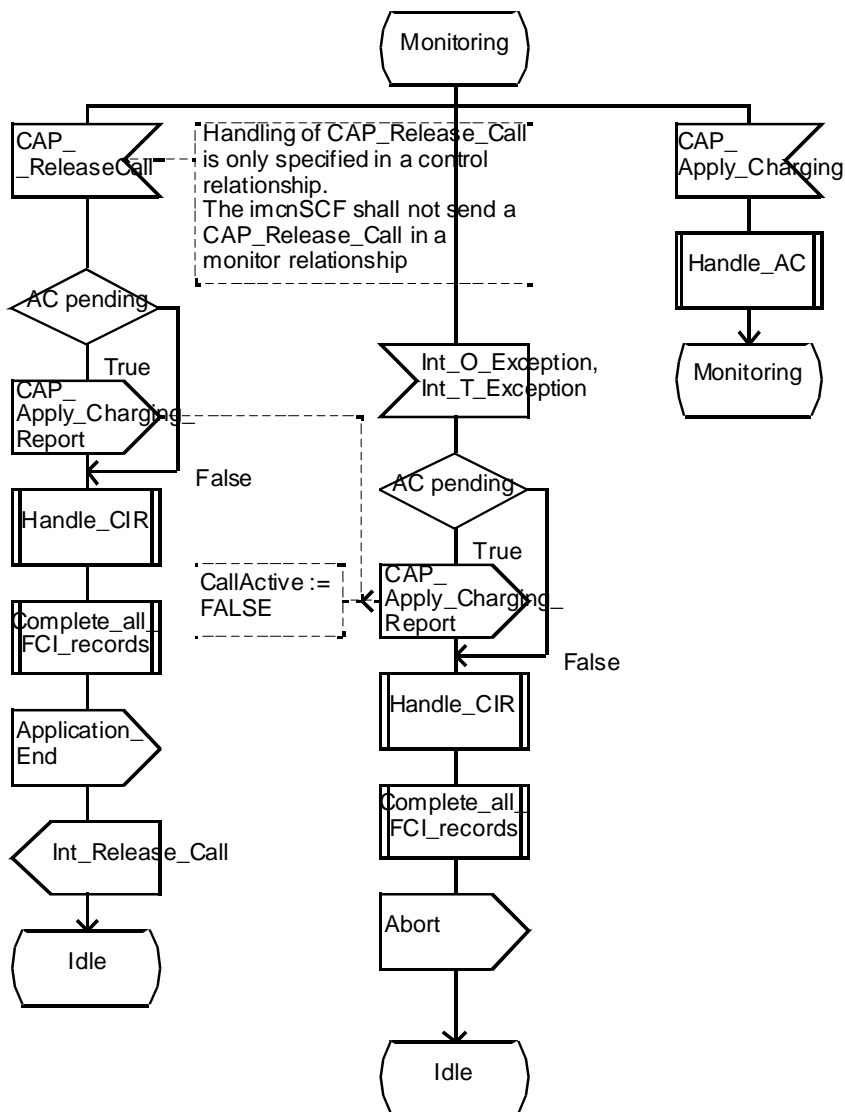 Monitoring
CAP_
_ReleaseCall
Handling of CAP_Release_Call
is only specified in a control
relationship.
The imcnSCF shall not send a
CAP_Release_Call in a
monitor relationship
CAP_
Apply_Charging
Handle_AC
Monitoring
AC pending
True
CAP_
Apply_Charging_
Report
False
Handle_CIR
Complete_all_
FCI_records
Application_
End
Int_Release_Call
Idle
Int_O_Exception,
Int_T_Exception
AC pending
True
CallActive :=
FALSE
CAP_
Apply_Charging_
Report
False
Handle_CIR
Complete_all_
FCI_records
Abort
Idle